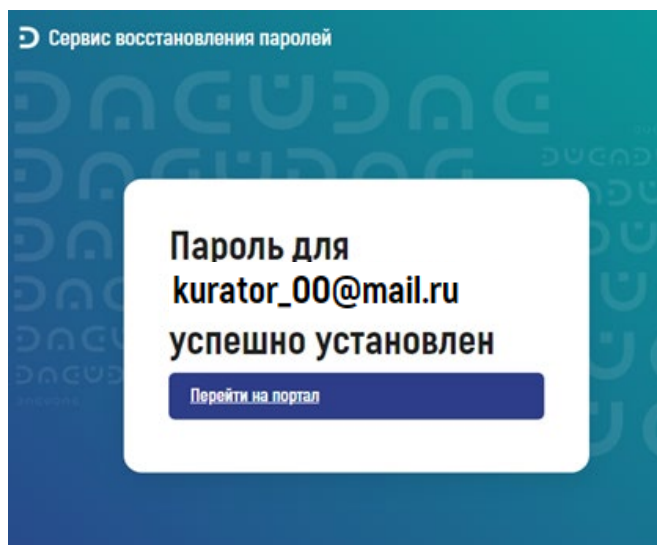 Сервис восстановления паролей
Пароль для
kurator_00@mail.ru
успешно установлен
Перейти на портал